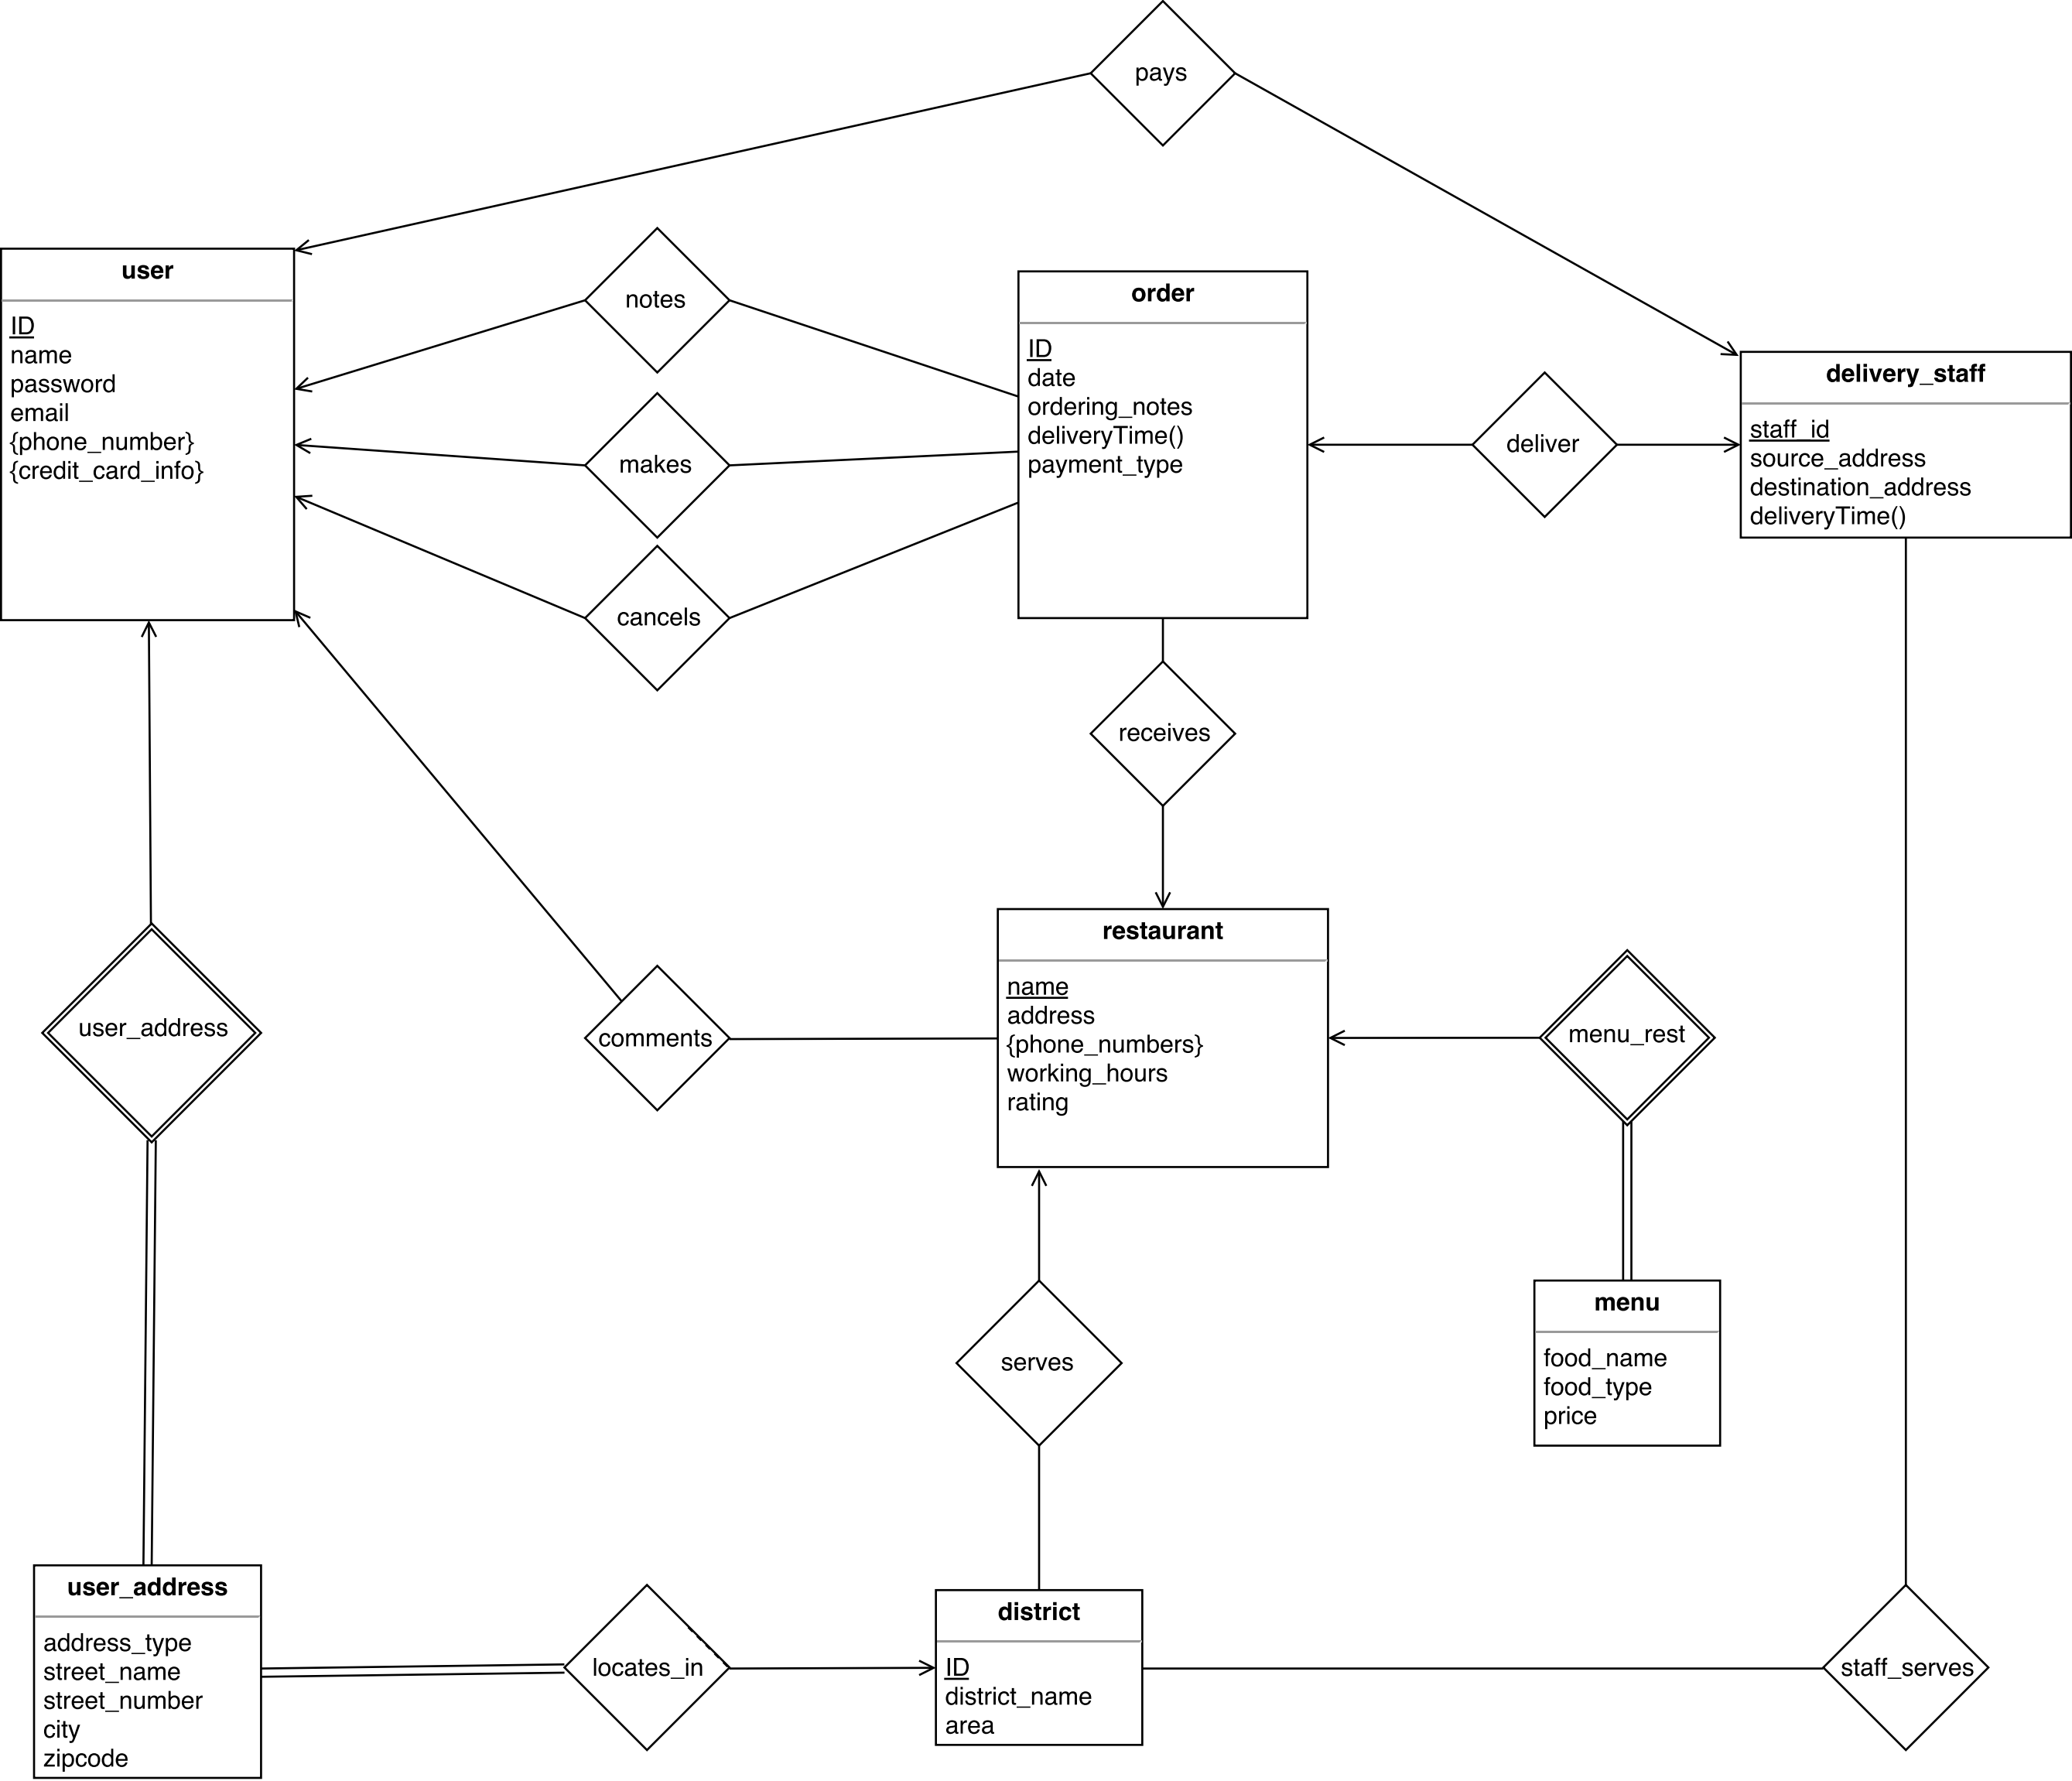 pays
user
ID
name
password
email
{phone_number}
{credit_card_info}
notes
makes
cancels
order
ID
date
ordering_notes
deliveryTime()
payment_type
deliver
delivery_staff
staff_id
source_address
destination_address
deliveryTime()
receives
user_address
comments
restaurant
name
address
{phone_numbers}
working_hours
rating
menu_rest
serves
menu
food_name
food_type
price
user_address
address_type
street_name
street_number
city
zipcode
locates_in
district
ID
district_name
area
staff_serves